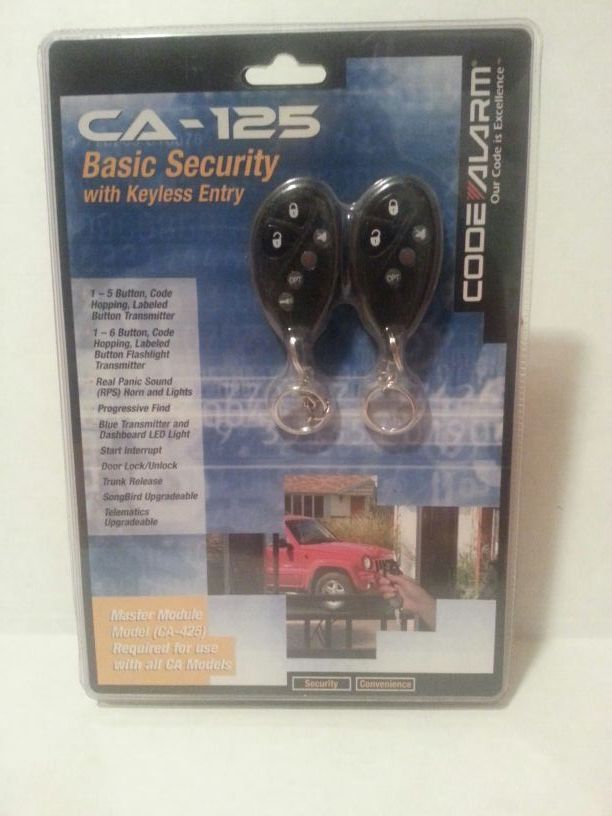 CA-125
Basic Security
with Keyless Entry
CODE ALARM®
Our Code is Excellence™
1 – 5 Button, Code
Hopping, Labeled
Button Transmitter
1 – 6 Button, Code
Hopping, Labeled
Button Flashlight
Transmitter
Real Panic Sound
(RPS) Horn and Lights
Progressive Find
Blue Transmitter and
Dashboard LED Light
Start Interrupt
Door Lock/Unlock
Trunk Release
SongBird Upgradeable
Telematics
Upgradeable
OPT
OPT
Master Module
Model (CA-425)
Required for use
with all CA Models
Security
Convenience